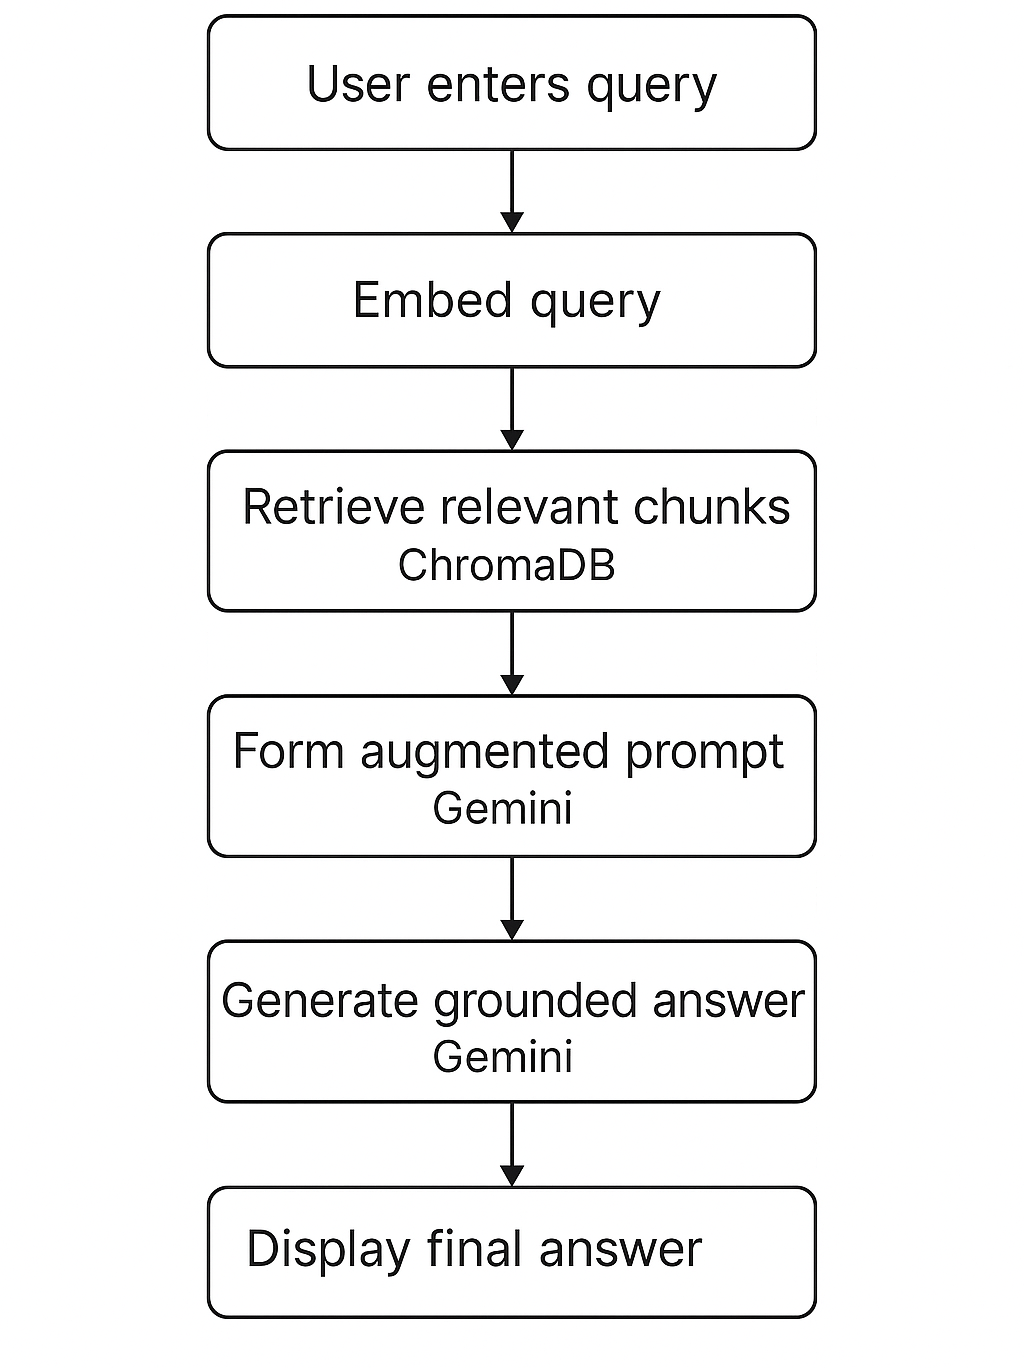 User enters query
Embed query
Retrieve relevant chunks
ChromaDB
Form augmented prompt
Gemini
Generate grounded answer
Gemini
Display final answer